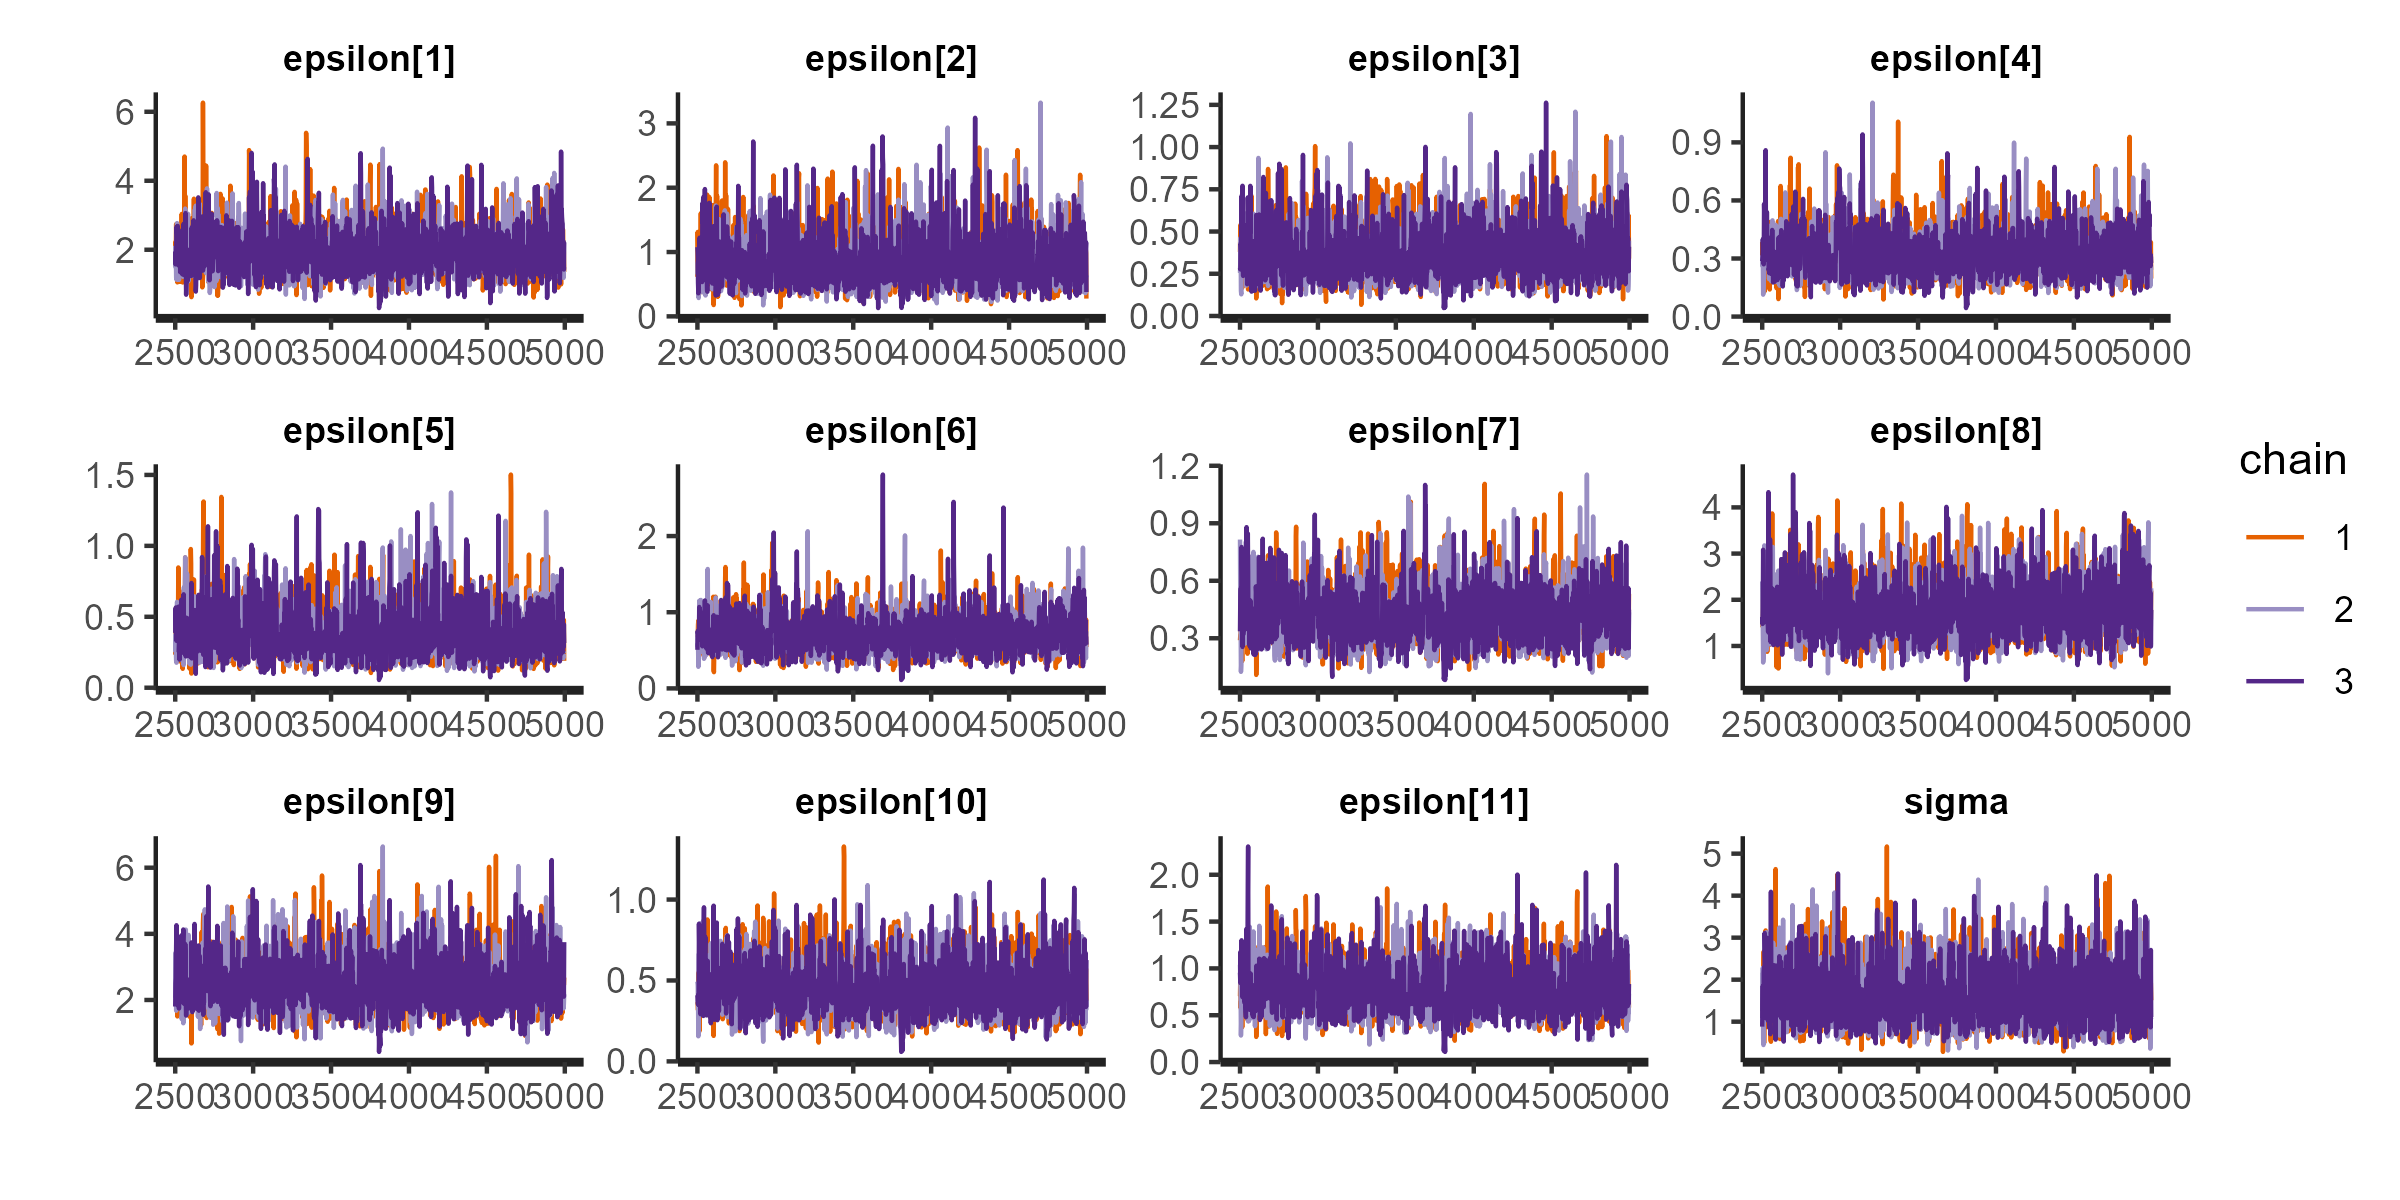 epsilon[1] epsilon[2] epsilon[3] epsilon[4]
6 4 2
3 2 1 0
1.25 1.00 0.75 0.50 0.25 0.00
0.9 0.6 0.3 0.0
2500 3000 3500 4000 4500 5000 2500 3000 3500 4000 4500 5000 2500 3000 3500 4000 4500 5000 2500 3000 3500 4000 4500 5000
epsilon[5] epsilon[6] epsilon[7] epsilon[8]
1.5 1.0 0.5 0.0
2 1 0
1.2 0.9 0.6 0.3
4 3 2 1
2500 3000 3500 4000 4500 5000 2500 3000 3500 4000 4500 5000 2500 3000 3500 4000 4500 5000 2500 3000 3500 4000 4500 5000
epsilon[9] epsilon[10] epsilon[11] sigma
6 4 2
1.0 0.5 0.0
2.0 1.5 1.0 0.5 0.0
5 4 3 2 1
2500 3000 3500 4000 4500 5000 2500 3000 3500 4000 4500 5000 2500 3000 3500 4000 4500 5000 2500 3000 3500 4000 4500 5000
chain
1
2
3